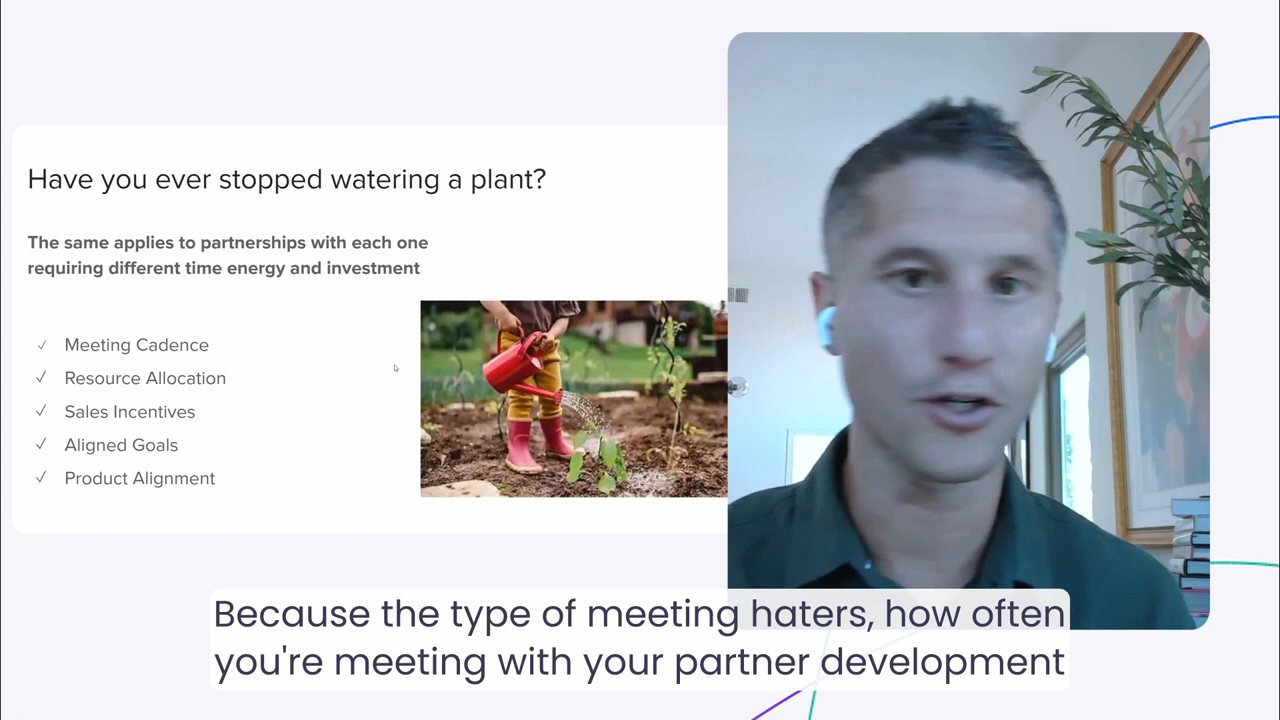 Have you ever stopped watering a plant?
The same applies to partnerships with each one
requiring different time energy and investment
✓ Meeting Cadence
✓ Resource Allocation
✓ Sales Incentives
✓ Aligned Goals
✓ Product Alignment
Because the type of meeting haters, how often
you're meeting with your partner development